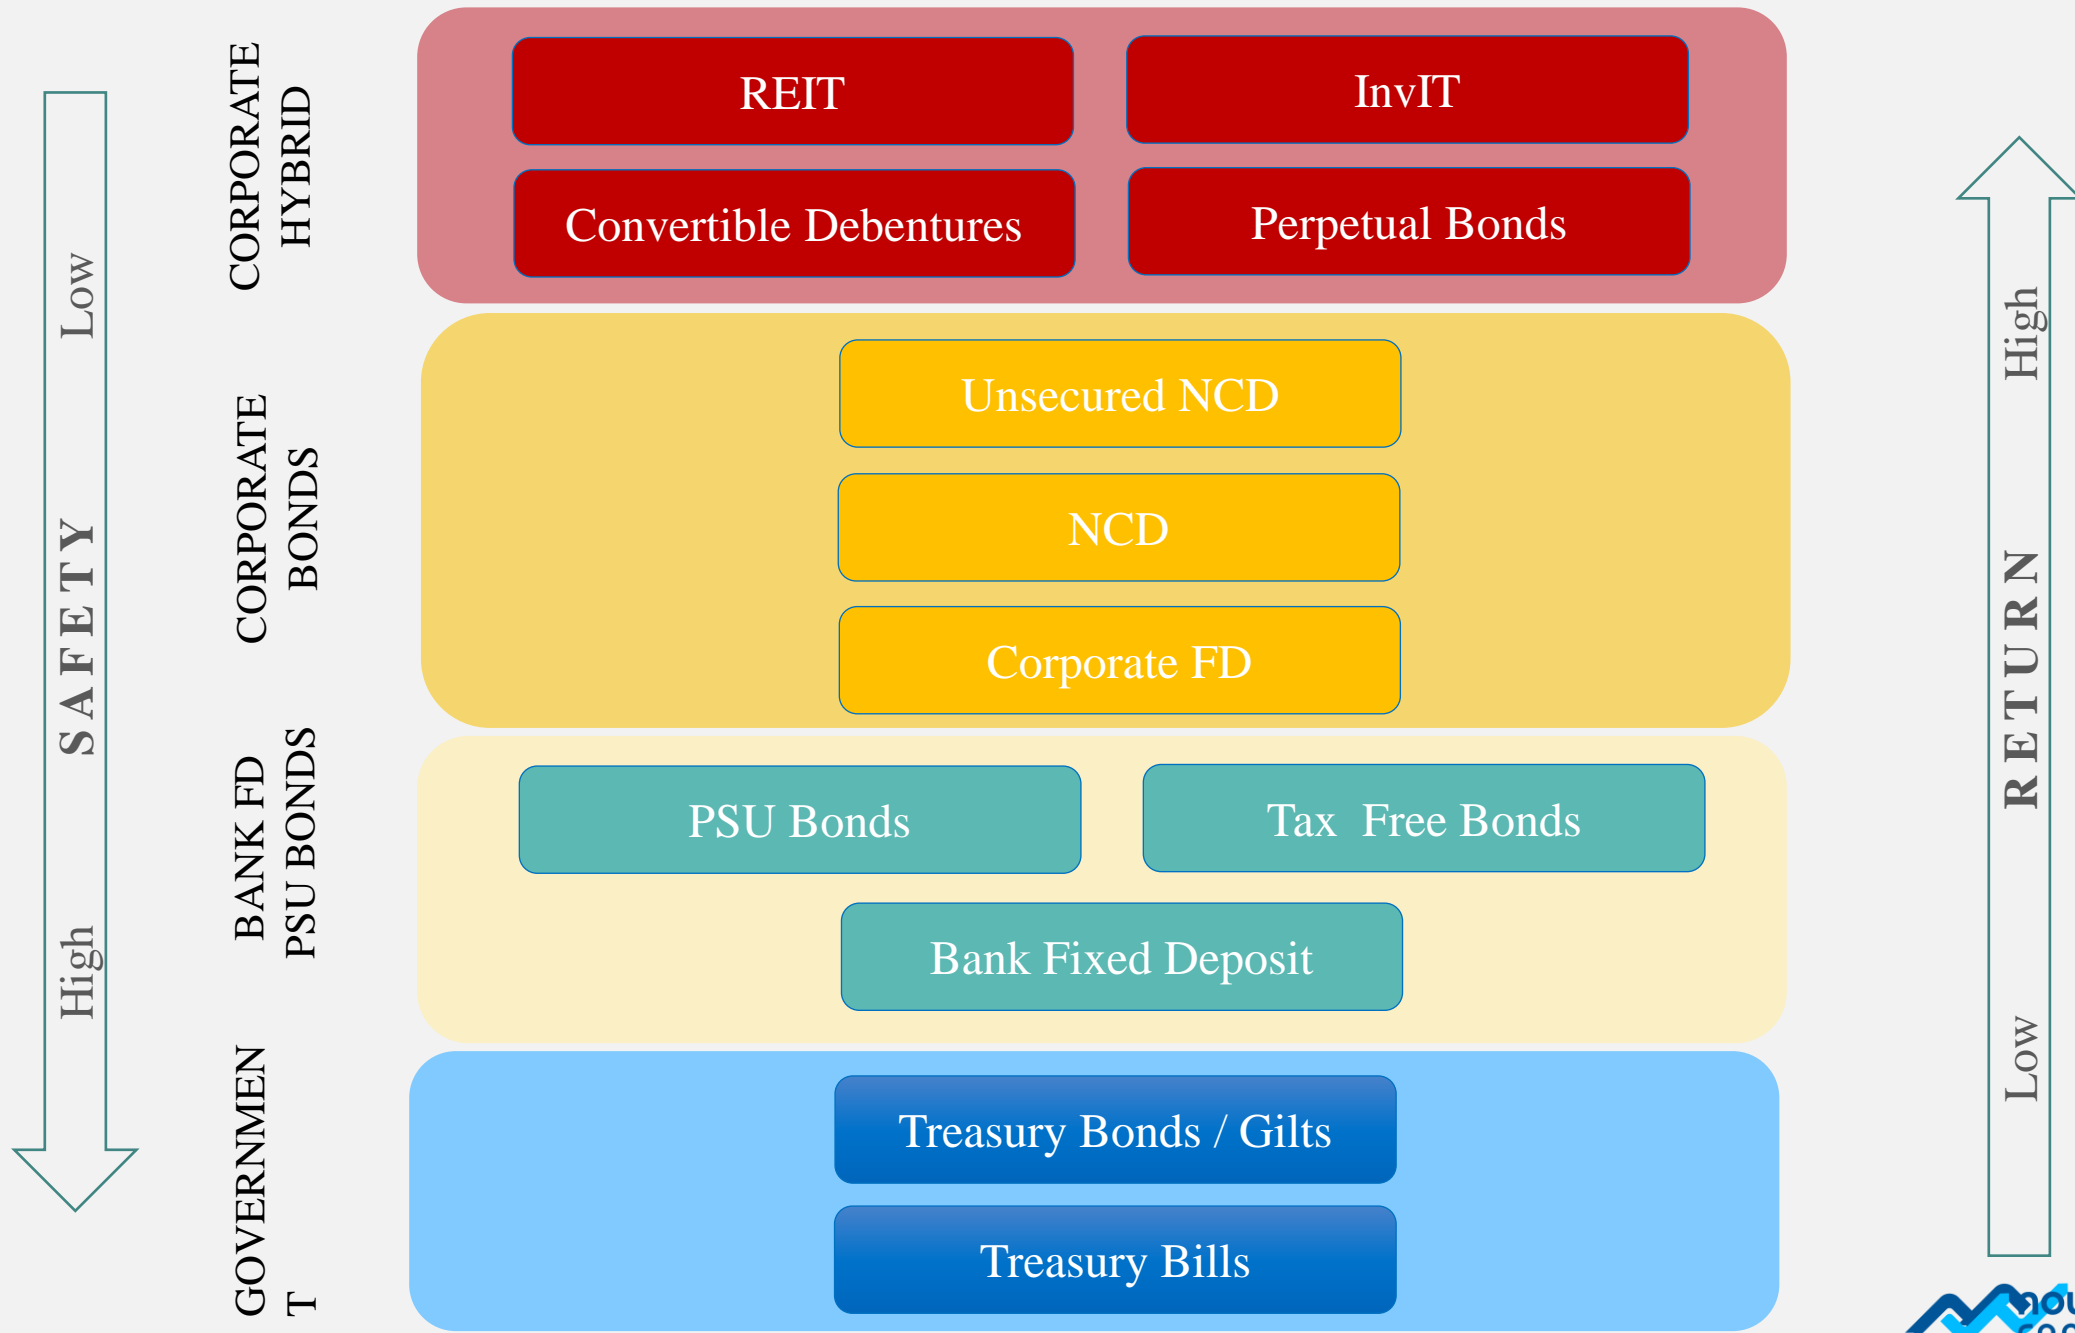 CORPORATE
HYBRID
REIT
InvIT
Convertible Debentures
Perpetual Bonds
Low
SAFETY
High
CORPORATE
BONDS
Unsecured NCD
NCD
Corporate FD
High
RETURN
Low
BANK FD
PSU BONDS
PSU Bonds
Tax Free Bonds
Bank Fixed Deposit
GOVERNMEN
T
Treasury Bonds / Gilts
Treasury Bills